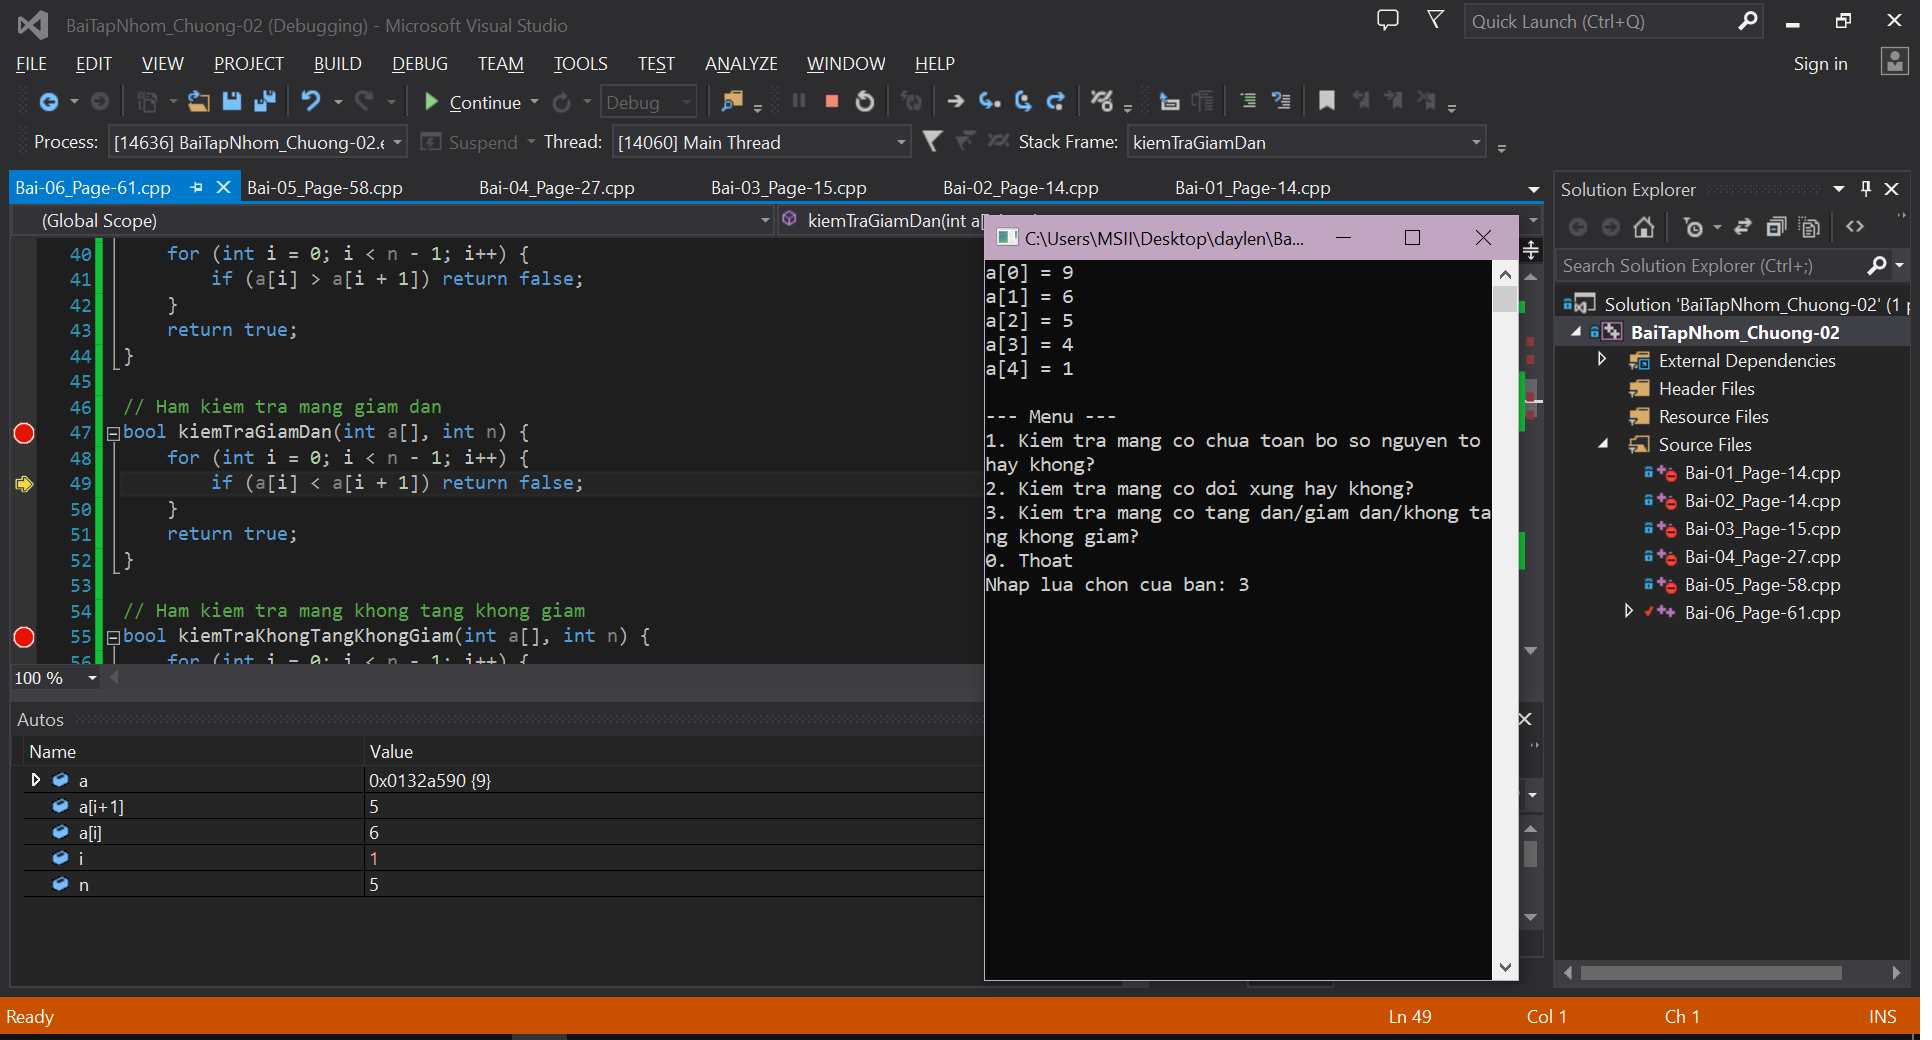 BaiTapNhom_Chuong-02 (Debugging) - Microsoft Visual Studio
Quick Launch (Ctrl+Q)
FILE EDIT VIEW PROJECT BUILD DEBUG TEAM TOOLS TEST ANALYZE WINDOW HELP
Sign in
Continue
Debug
Process: [14636] BaiTapNhom_Chuong-02.e
Suspend
Thread: [14060] Main Thread
Stack Frame: kiemTraGiamDan
Bai-06_Page-61.cpp Bai-05_Page-58.cpp Bai-04_Page-27.cpp Bai-03_Page-15.cpp Bai-02_Page-14.cpp Bai-01_Page-14.cpp
(Global Scope)
kiemTraGiamDan(int a[
40 for (int i = 0; i < n - 1; i++) {
41 if (a[i] > a[i + 1]) return false;
42 }
43 return true;
44 }
45
46 // Ham kiem tra mang giam dan
47 bool kiemTraGiamDan(int a[], int n) {
48 for (int i = 0; i < n - 1; i++) {
49 if (a[i] < a[i + 1]) return false;
50 }
51 return true;
52 }
53
54 // Ham kiem tra mang khong tang khong giam
55 bool kiemTraKhongTangKhongGiam(int a[], int n) {
56 for (int i = 0; i < n - 1; i++) {
100 %
Autos
Name Value
a 0x0132a590 {9}
a[i+1] 5
a[i] 6
i 1
n 5
C:\Users\MSII\Desktop\daylen\Ba...
a[0] = 9
a[1] = 6
a[2] = 5
a[3] = 4
a[4] = 1
--- Menu ---
1. Kiem tra mang co chua toan bo so nguyen to
hay khong?
2. Kiem tra mang co doi xung hay khong?
3. Kiem tra mang co tang dan/giam dan/khong ta
ng khong giam?
0. Thoat
Nhap lua chon cua ban: 3
Solution Explorer
Search Solution Explorer (Ctrl+;)
Solution 'BaiTapNhom_Chuong-02' (1 p
BaiTapNhom_Chuong-02
External Dependencies
Header Files
Resource Files
Source Files
Bai-01_Page-14.cpp
Bai-02_Page-14.cpp
Bai-03_Page-15.cpp
Bai-04_Page-27.cpp
Bai-05_Page-58.cpp
Bai-06_Page-61.cpp
Ready
Ln 49 Col 1 Ch 1 INS